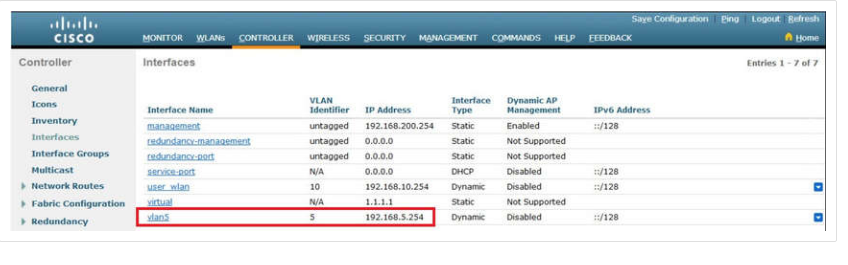 Save Configuration Ping Logout Refresh
CISCO MONITOR WLANs CONTROLLER WIRELESS SECURITY MANAGEMENT COMMANDS HELP FEEDBACK Home
Controller
General
Icons
Inventory
Interfaces
Interface Groups
Multicast
Network Routes
Fabric Configuration
Redundancy
Interfaces Entries 1 - 7 of 7
Interface Name VLAN Identifier IP Address Interface Type Dynamic AP Management IPv6 Address
management untagged 192.168.200.254 Static Enabled ::/128
redundancy-management untagged 0.0.0.0 Static Not Supported
redundancy-port untagged 0.0.0.0 Static Not Supported
service-port N/A 0.0.0.0 DHCP Disabled ::/128
user_wlan 10 192.168.10.254 Dynamic Disabled ::/128
virtual N/A 1.1.1.1 Static Not Supported
vlan5 5 192.168.5.254 Dynamic Disabled ::/128